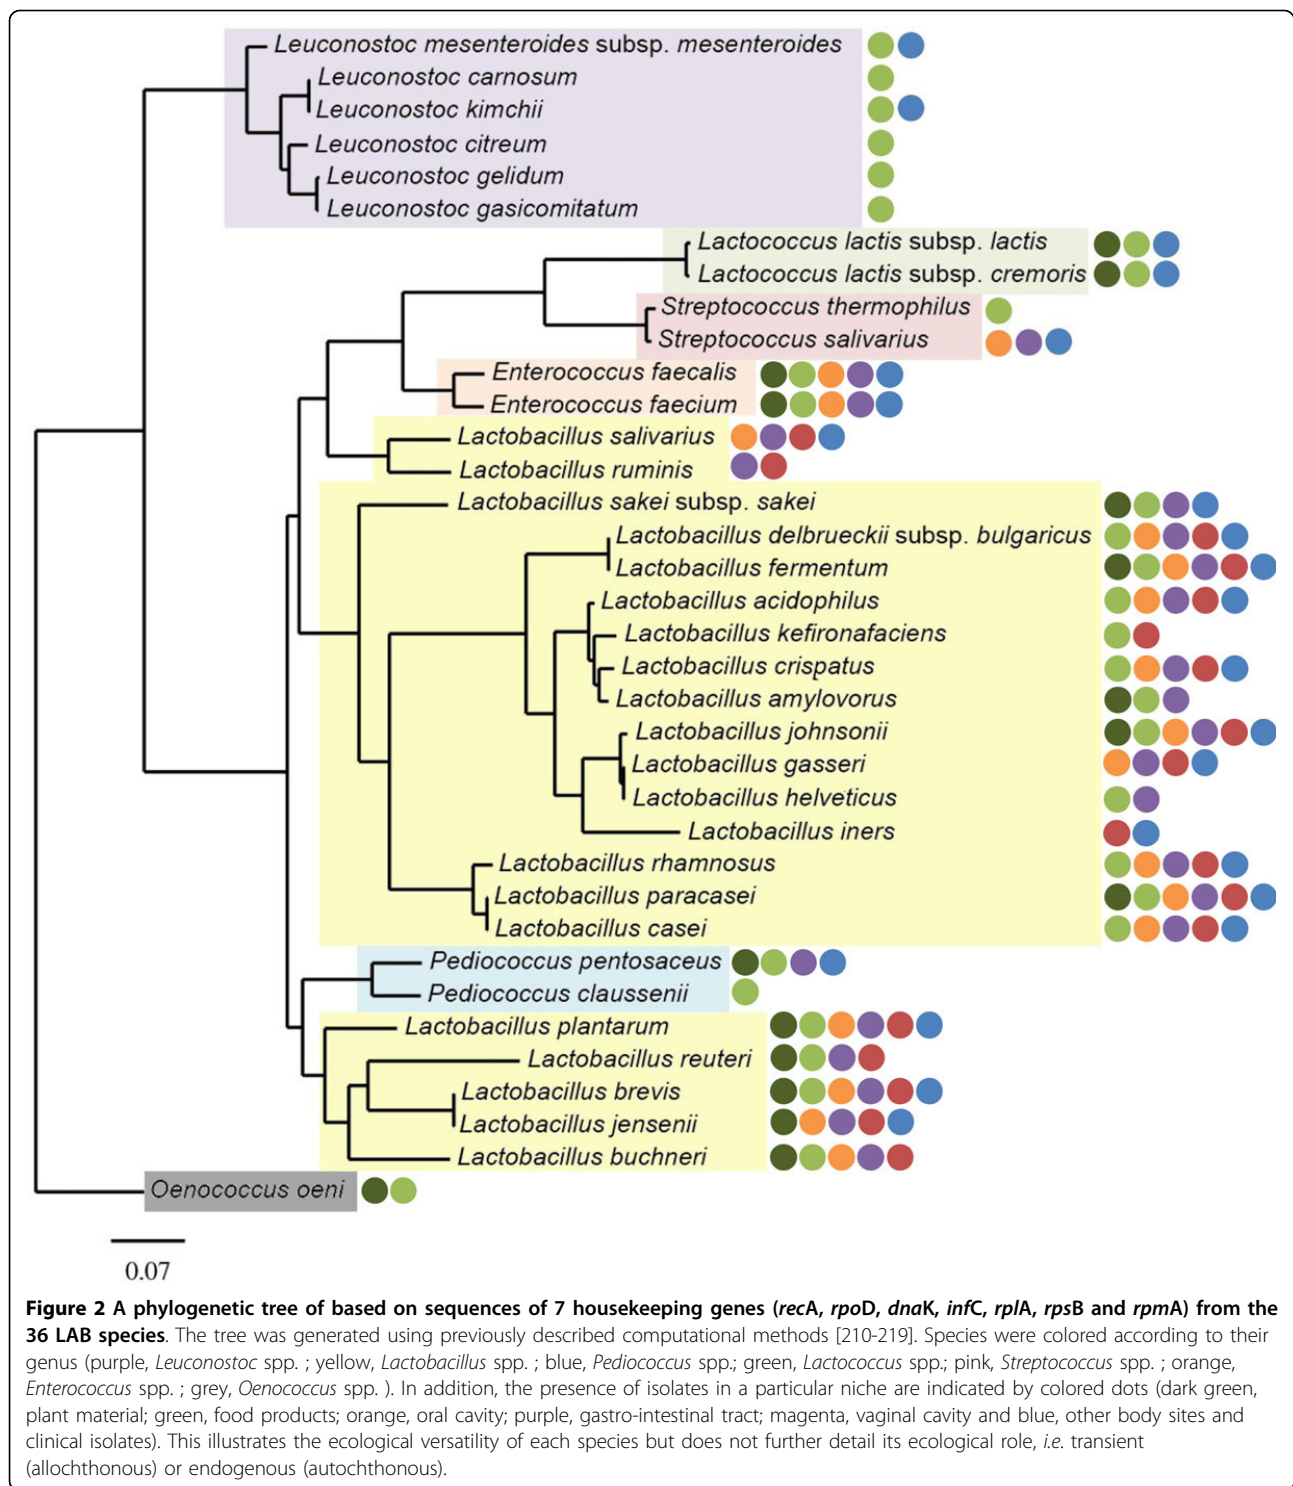 Leuconostoc mesenteroides subsp. mesenteroides
Leuconostoc carnosum
Leuconostoc kimchii
Leuconostoc citreum
Leuconostoc gelidum
Leuconostoc gasicomitatum
Lactococcus lactis subsp. lactis
Lactococcus lactis subsp. cremoris
Streptococcus thermophilus
Streptococcus salivarius
Enterococcus faecalis
Enterococcus faecium
Lactobacillus salivarius
Lactobacillus ruminis
Lactobacillus sakei subsp. sakei
Lactobacillus delbrueckii subsp. bulgaricus
Lactobacillus fermentum
Lactobacillus acidophilus
Lactobacillus kefironafaciens
Lactobacillus crispatus
Lactobacillus amylovorus
Lactobacillus johnsonii
Lactobacillus gasseri
Lactobacillus helveticus
Lactobacillus iners
Lactobacillus rhamnosus
Lactobacillus paracasei
Lactobacillus casei
Pediococcus pentosaceus
Pediococcus claussenii
Lactobacillus plantarum
Lactobacillus reuteri
Lactobacillus brevis
Lactobacillus jensenii
Lactobacillus buchneri
Oenococcus oeni
0.07
Figure 2 A phylogenetic tree of based on sequences of 7 housekeeping genes (recA, rpoD, dnaK, infC, rplA, rpsB and rpmA) from the
36 LAB species. The tree was generated using previously described computational methods [210-219]. Species were colored according to their
genus (purple, Leuconostoc spp. ; yellow, Lactobacillus spp. ; blue, Pediococcus spp.; green, Lactococcus spp.; pink, Streptococcus spp. ; orange,
Enterococcus spp. ; grey, Oenococcus spp. ). In addition, the presence of isolates in a particular niche are indicated by colored dots (dark green,
plant material; green, food products; orange, oral cavity; purple, gastro-intestinal tract; magenta, vaginal cavity and blue, other body sites and
clinical isolates). This illustrates the ecological versatility of each species but does not further detail its ecological role, i.e. transient
(allochthonous) or endogenous (autochthonous).